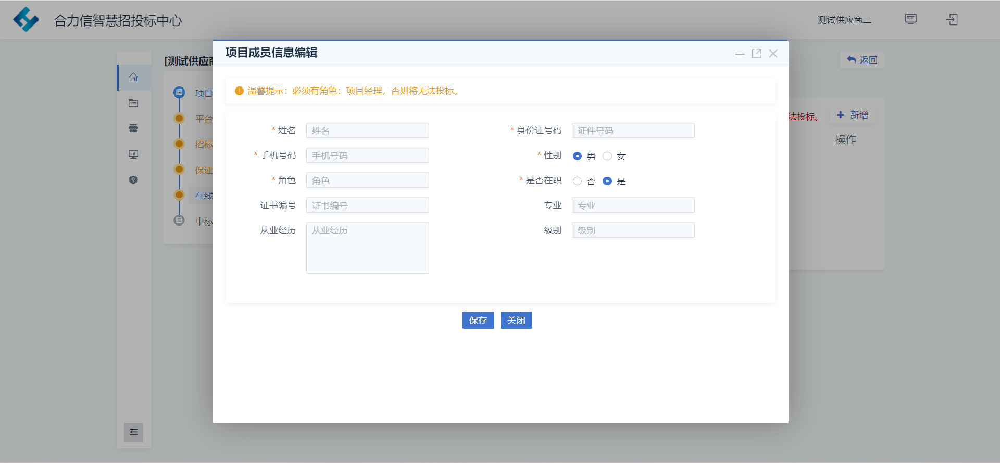 合力信智慧招投标中心
测试供应商二
[测试供应商
返回
项目
平台
招标
保证
在线
中标
法投标。
新增
操作
项目成员信息编辑
温馨提示：必须有角色：项目经理，否则将无法投标。
* 姓名 姓名 * 身份证号码 证件号码
* 手机号码 手机号码 * 性别 男 女
* 角色 角色 * 是否在职 否 是
证书编号 证书编号 专业 专业
从业经历 从业经历 级别 级别
保存 关闭